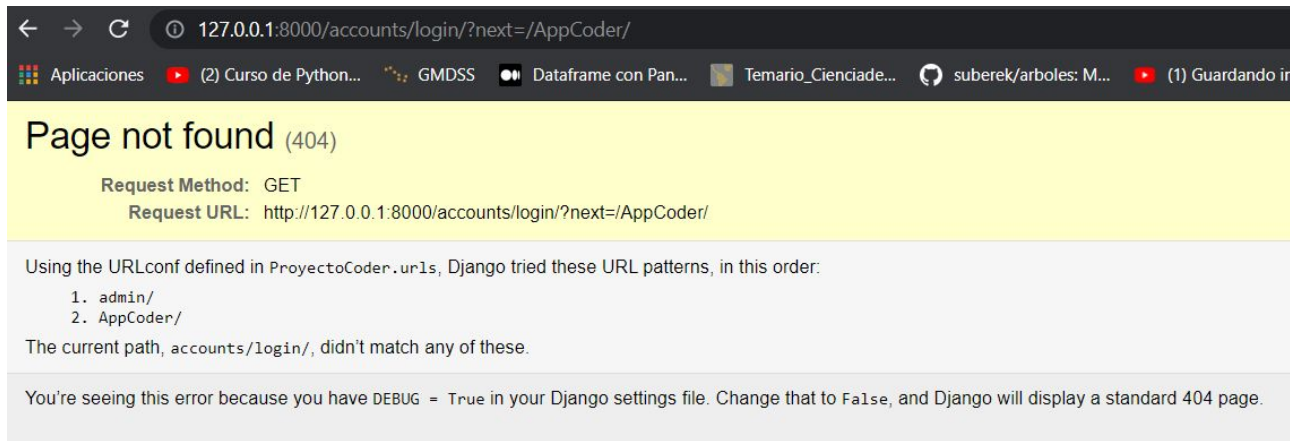 127.0.0.1:8000/accounts/login/?next=/AppCoder/
Aplicaciones (2) Curso de Python... GMDSS Dataframe con Pan... Temario_Cienciade... suberek/arboles: M... (1) Guardando in
Page not found (404)
Request Method: GET
Request URL: http://127.0.0.1:8000/accounts/login/?next=/AppCoder/
Using the URLconf defined in ProyectoCoder.urls, Django tried these URL patterns, in this order:
1. admin/
2. AppCoder/
The current path, accounts/login/, didn’t match any of these.
You’re seeing this error because you have DEBUG = True in your Django settings file. Change that to False, and Django will display a standard 404 page.